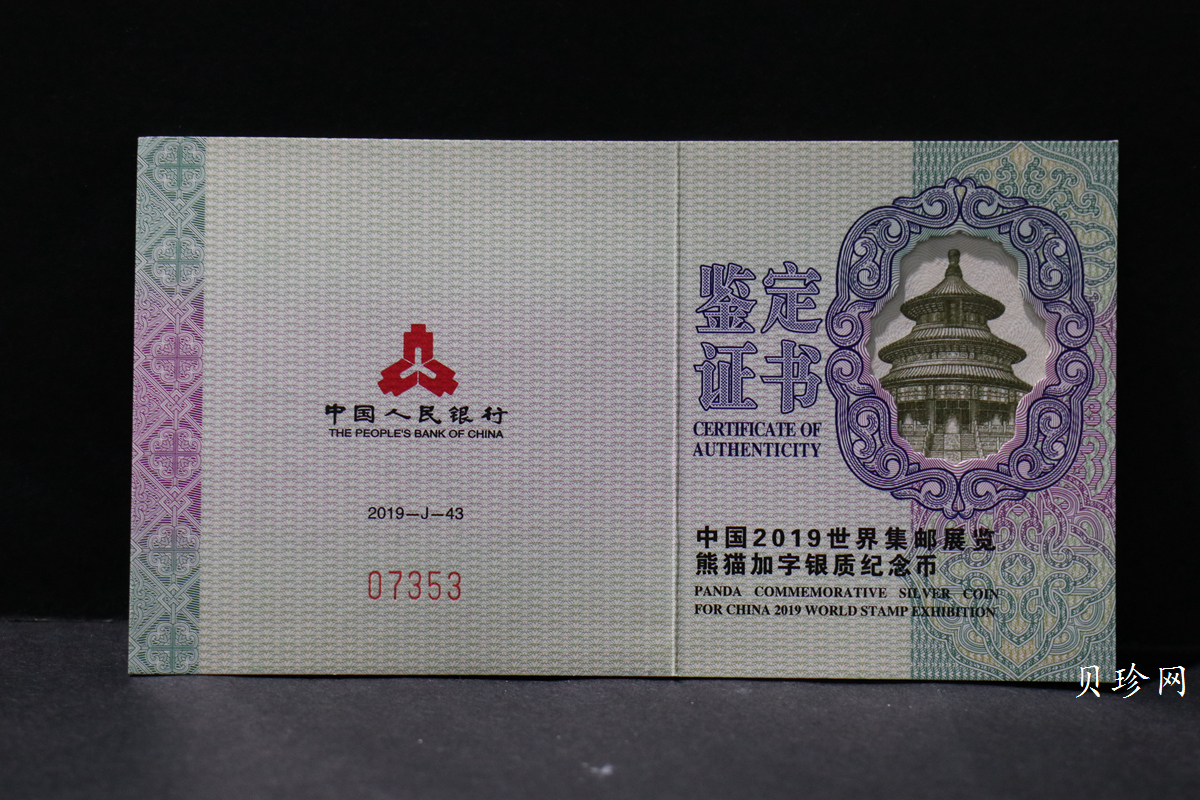 中国人民银行
THE PEOPLE'S BANK OF CHINA
2019—J—43
07353
鉴定
证书
CERTIFICATE OF
AUTHENTICITY
中国2019世界集邮展览
熊猫加字银质纪念币
PANDA COMMEMORATIVE SILVER COIN
FOR CHINA 2019 WORLD STAMP EXHIBITION
贝珍网